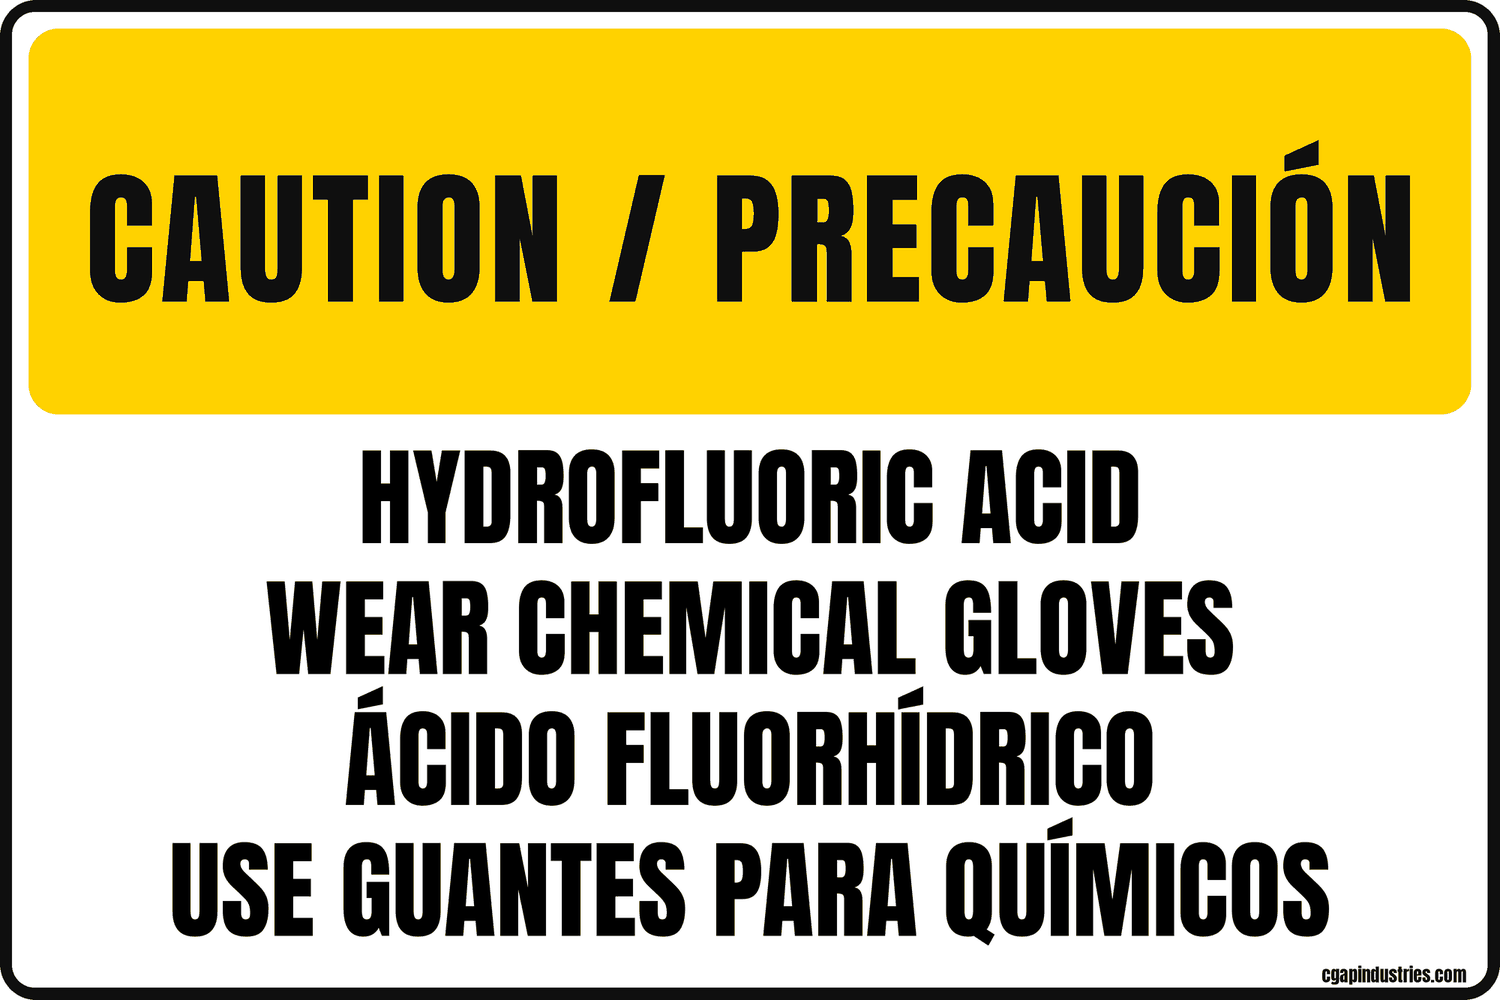 CAUTION / PRECAUCIÓN
HYDROFLUORIC ACID
WEAR CHEMICAL GLOVES
ÁCIDO FLUORHÍDRICO
USE GUANTES PARA QUÍMICOS
cgapindustries.com